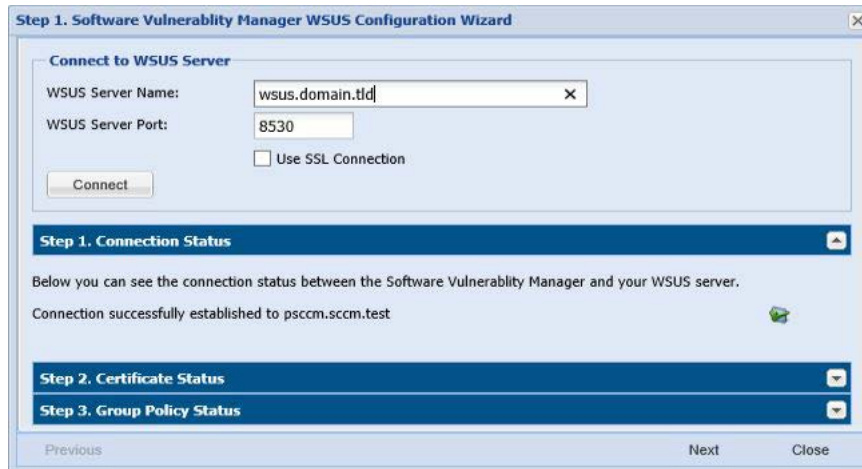 Step 1. Software Vulnerablity Manager WSUS Configuration Wizard
Connect to WSUS Server
WSUS Server Name: wsus.domain.tld
WSUS Server Port: 8530
Use SSL Connection
Connect
Step 1. Connection Status
Below you can see the connection status between the Software Vulnerablity Manager and your WSUS server.
Connection successfully established to psccm.sccm.test
Step 2. Certificate Status
Step 3. Group Policy Status
Previous Next Close